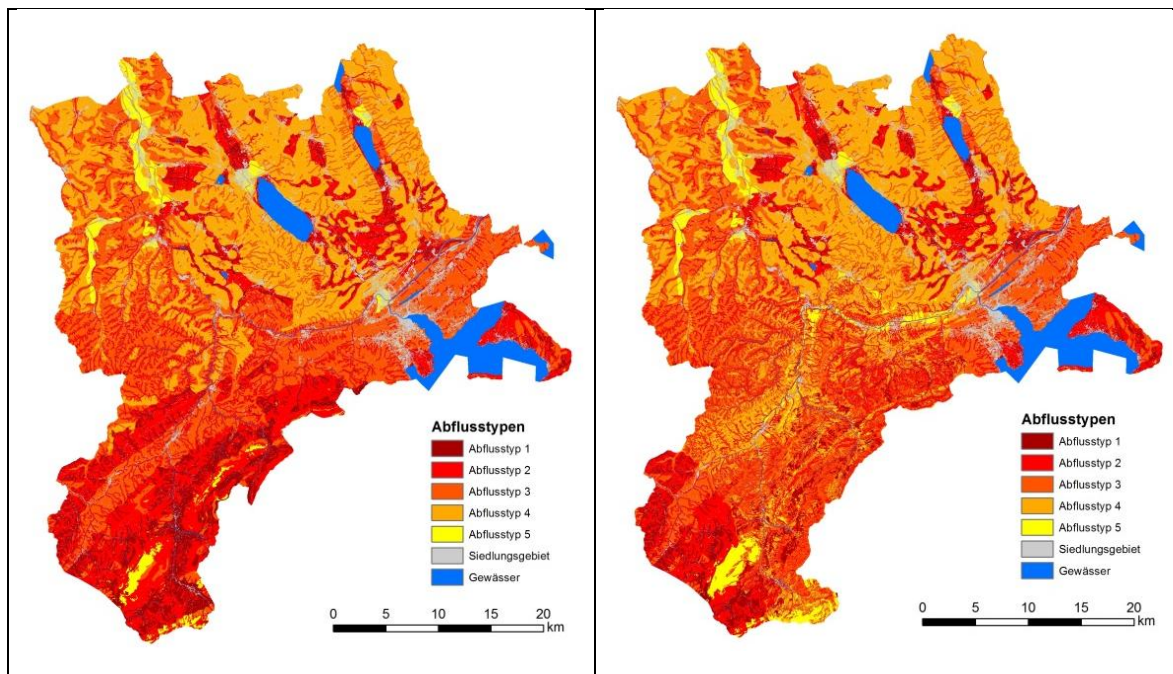 Abflusstypen
Abflusstyp 1
Abflusstyp 2
Abflusstyp 3
Abflusstyp 4
Abflusstyp 5
Siedlungsgebiet
Gewässer
0 5 10 15 20
km
Abflusstypen
Abflusstyp 1
Abflusstyp 2
Abflusstyp 3
Abflusstyp 4
Abflusstyp 5
Siedlungsgebiet
Gewässer
0 5 10 15 20
km